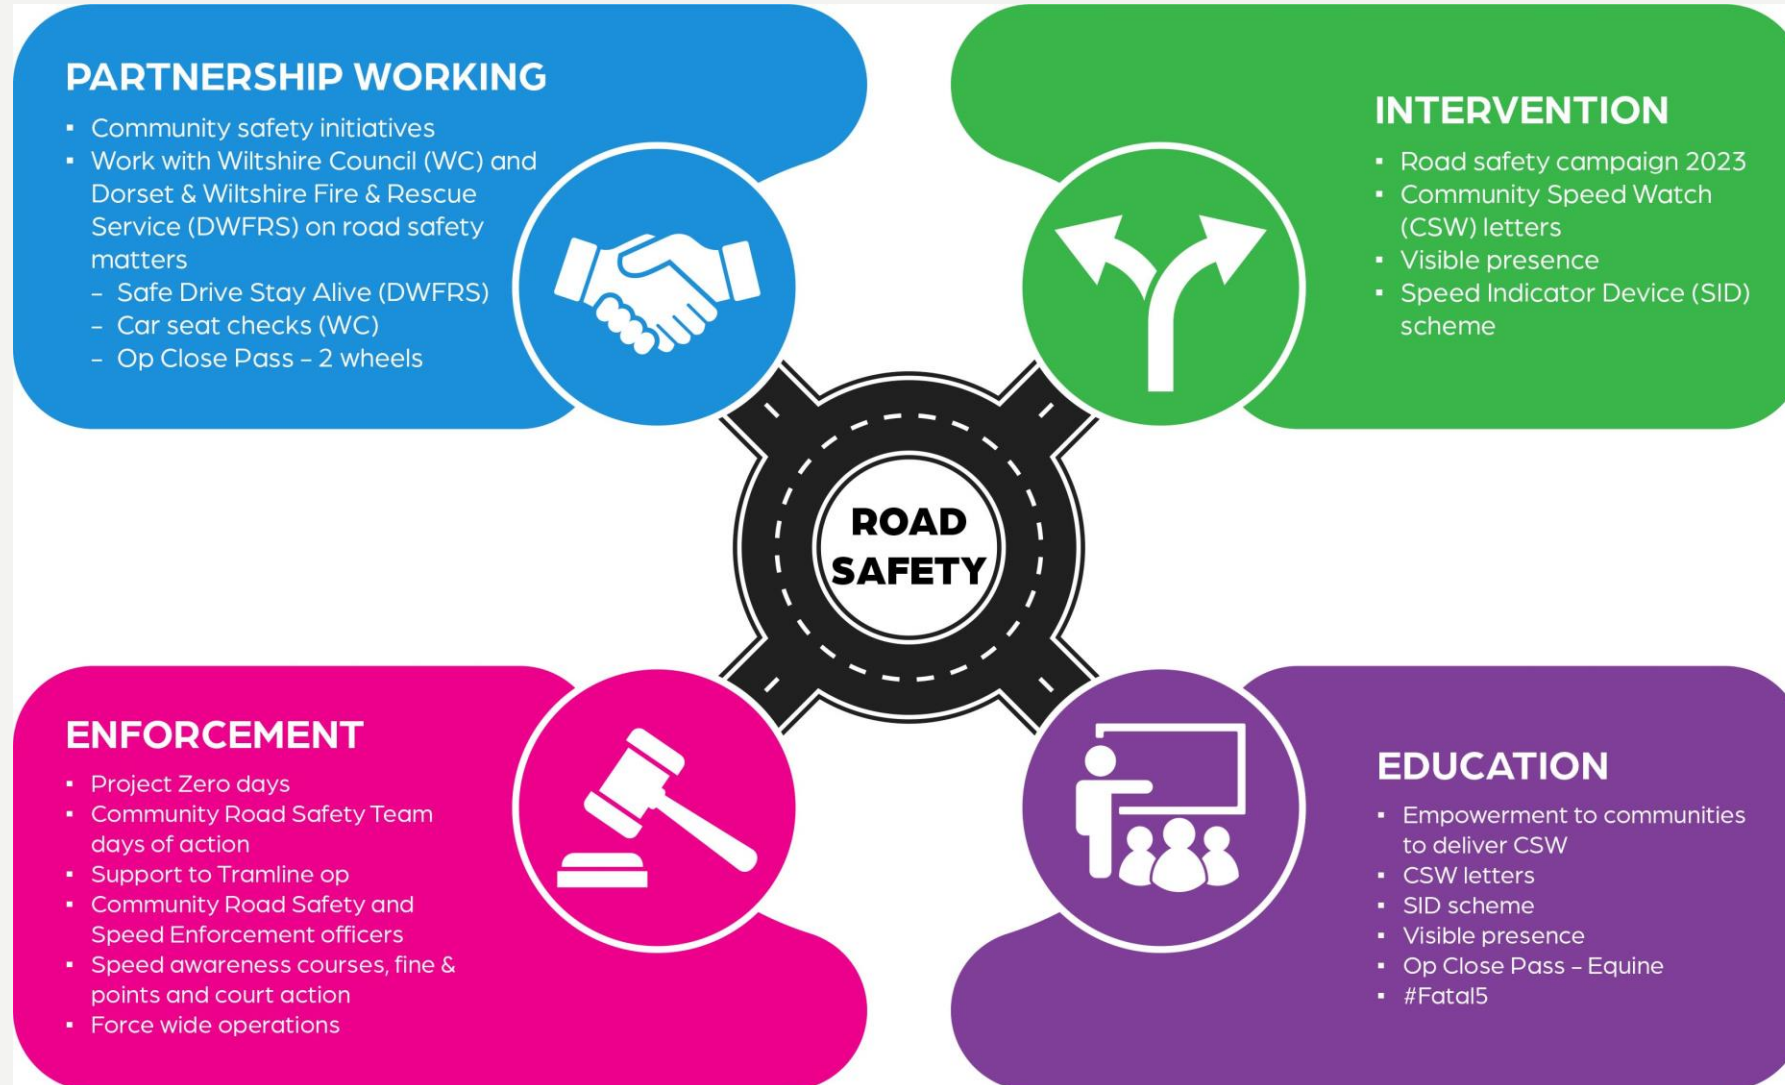 PARTNERSHIP WORKING
▪ Community safety initiatives
▪ Work with Wiltshire Council (WC) and
Dorset & Wiltshire Fire & Rescue
Service (DWFRS) on road safety
matters
– Safe Drive Stay Alive (DWFRS)
– Car seat checks (WC)
– Op Close Pass – 2 wheels
INTERVENTION
▪ Road safety campaign 2023
▪ Community Speed Watch
(CSW) letters
▪ Visible presence
▪ Speed Indicator Device (SID)
scheme
ROAD
SAFETY
ENFORCEMENT
▪ Project Zero days
▪ Community Road Safety Team
days of action
▪ Support to Tramline op
▪ Community Road Safety and
Speed Enforcement officers
▪ Speed awareness courses, fine &
points and court action
▪ Force wide operations
EDUCATION
▪ Empowerment to communities
to deliver CSW
▪ CSW letters
▪ SID scheme
▪ Visible presence
▪ Op Close Pass – Equine
▪ #Fatal5